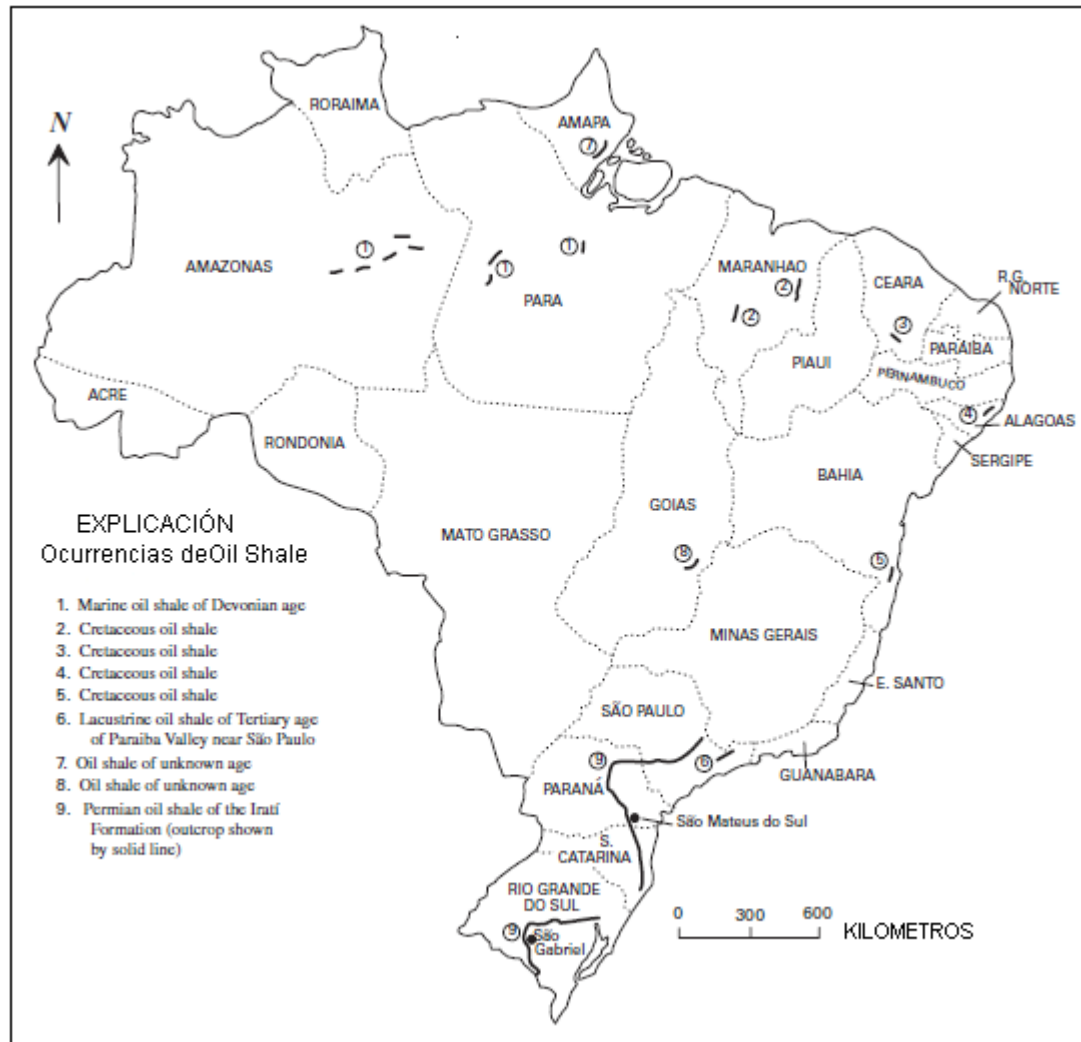 N
RORAIMA
AMAPA
7
AMAZONAS
1
1
1
PARA
MARANHAO
2
2
CEARA
3
R.G.
NORTE
PARAIBA
PIAUI
PERNAMBUCO
4
ALAGOAS
SERGIPE
ACRE
RONDONIA
BAHIA
GOIAS
MATO GRASSO
8
5
MINAS GERAIS
E. SANTO
SÃO PAULO
9
6
GUANABARA
PARANÁ
São Mateus do Sul
S.
CATARINA
RIO GRANDE
DO SUL
9
São
Gabriel
EXPLICACIÓN
Ocurrencias deOil Shale
1. Marine oil shale of Devonian age
2. Cretaceous oil shale
3. Cretaceous oil shale
4. Cretaceous oil shale
5. Cretaceous oil shale
6. Lacustrine oil shale of Tertiary age
of Paraiba Valley near São Paulo
7. Oil shale of unknown age
8. Oil shale of unknown age
9. Permian oil shale of the Iratí
Formation (outcrop shown
by solid line)
0 300 600
KILOMETROS